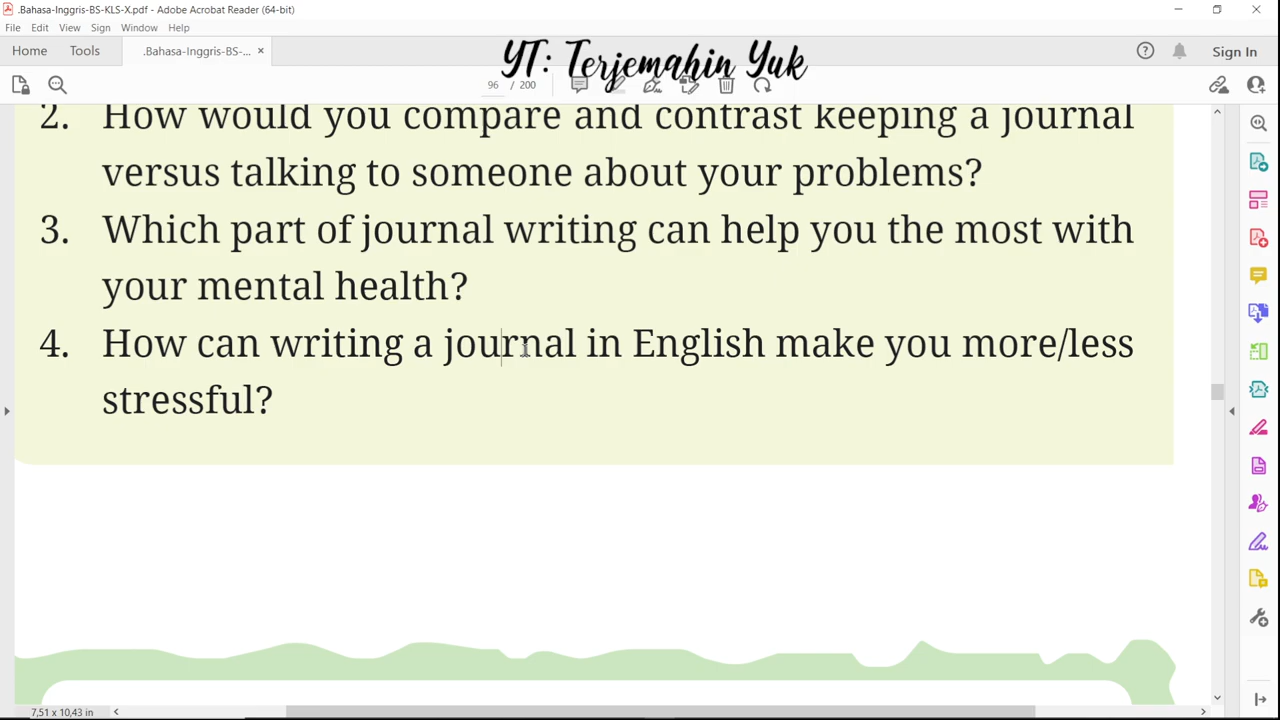 .Bahasa-Inggris-BS-KLS-X.pdf - Adobe Acrobat Reader (64-bit)
File Edit View Sign Window Help
Home Tools .Bahasa-Inggris-BS-... × Sign In
YT: Terjemahin Yuk
96 / 200
2. How would you compare and contrast keeping a journal
versus talking to someone about your problems?
3. Which part of journal writing can help you the most with
your mental health?
4. How can writing a journal in English make you more/less
stressful?
7,51 x 10,43 in